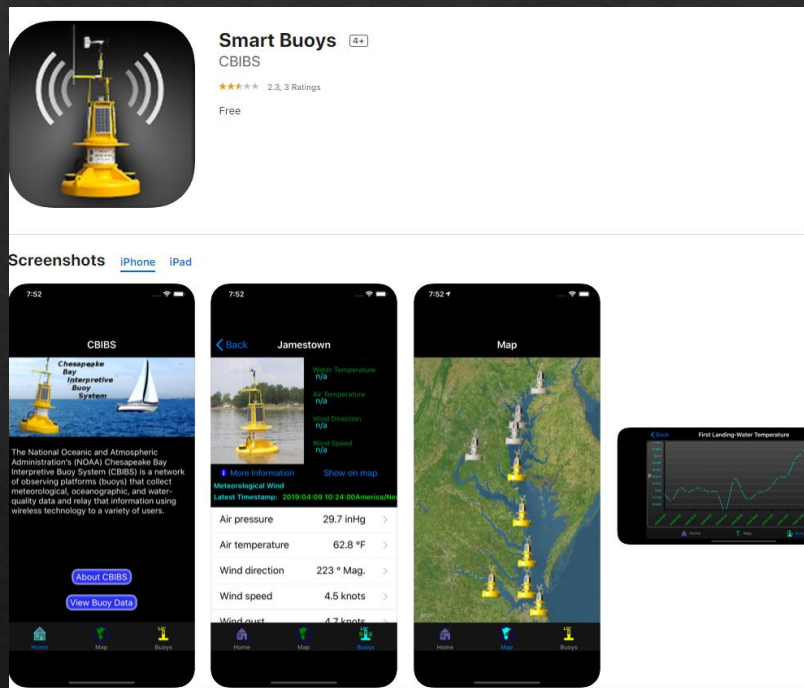 Smart Buoys 4+
CBIBS
2.3, 3 Ratings
Free
Screenshots iPhone iPad
7:52
CBIBS
Chesapeake
Bay
Interpretive
Buoy
System
The National Oceanic and Atmospheric
Administration's (NOAA) Chesapeake Bay
Interpretive Buoy System (CBIBS) is a network
of observing platforms (buoys) that collect
meteorological, oceanographic, and water-
quality data and relay that information using
wireless technology to a variety of users.
About CBIBS
View Buoy Data
Home Map Buoys
7:52
Back Jamestown
Water Temperature
n/a
Air Temperature
n/a
Wind Direction
n/a
Wind Speed
n/a
More Information Show on map
Meteorological Wind
Latest Timestamp: 2019-04-09 10:24:00America/Ne
Air pressure 29.7 inHg
Air temperature 62.8 °F
Wind direction 223 ° Mag.
Wind speed 4.5 knots
Wind gust 4.7 knots
Home Map Buoys
7:52
Map
Home Map Buoys
Back First Landing-Water Temperature
Home Map